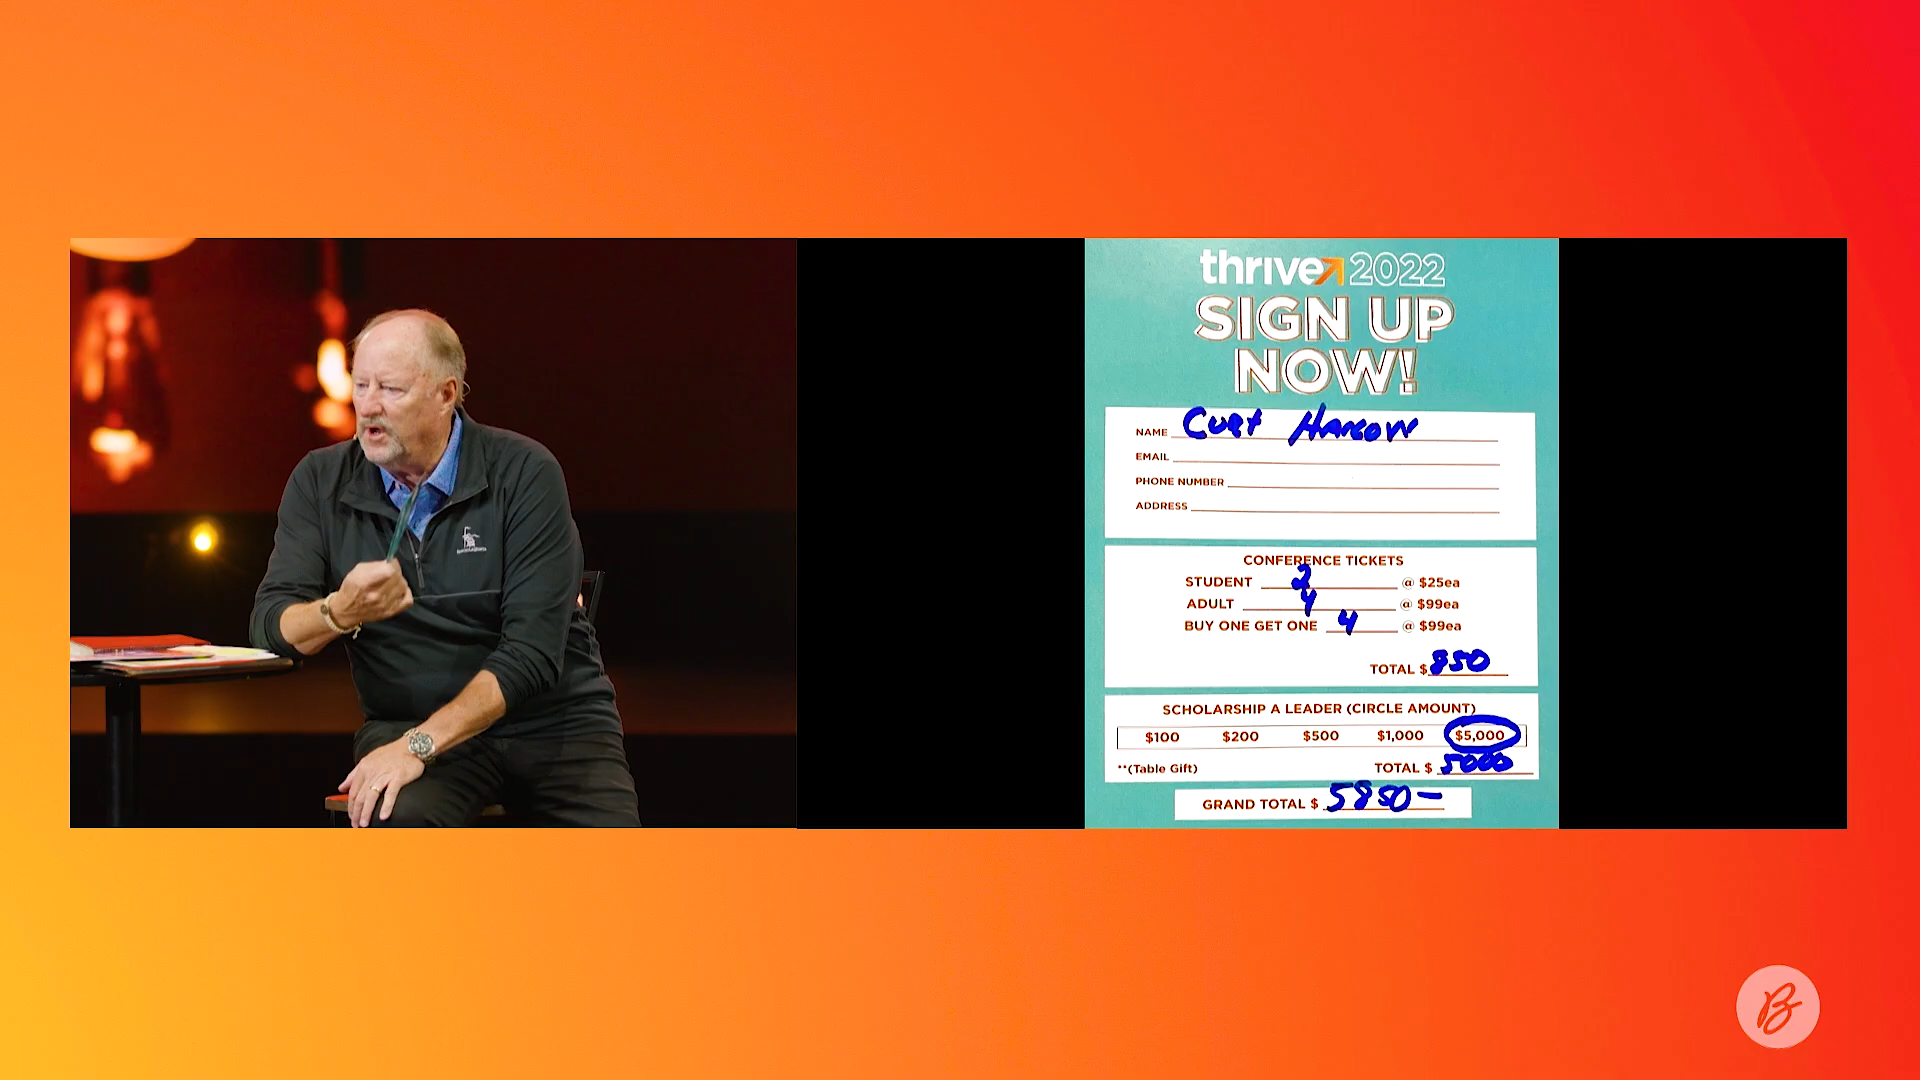 thrive 2022
SIGN UP
NOW!
NAME Curt Harlow
EMAIL
PHONE NUMBER
ADDRESS
CONFERENCE TICKETS
STUDENT 2 @ $25ea
ADULT 4 @ $99ea
BUY ONE GET ONE 4 @ $99ea
TOTAL $ 850
SCHOLARSHIP A LEADER (CIRCLE AMOUNT)
$100 $200 $500 $1,000 $5,000
**(Table Gift) TOTAL $ 5000
GRAND TOTAL $ 5850-
B